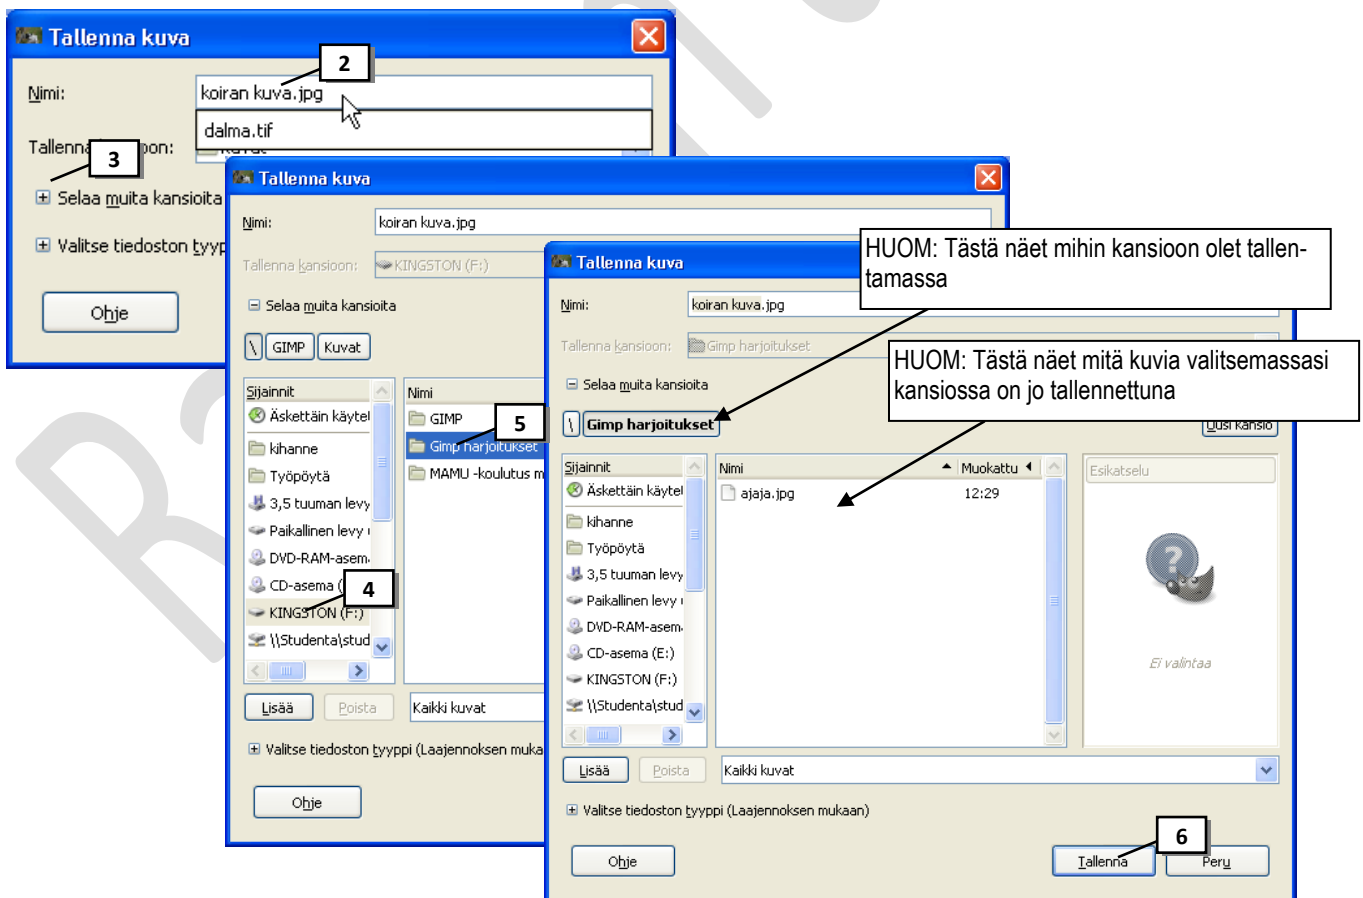 Tallenna kuva
2
Nimi:
koiran kuva.jpg
dalma.tif
Tallenna
3
Selaa muita kansioita
Valitse tiedoston
Ohje
Tallenna kuva
Nimi:
koiran kuva.jpg
Tallenna kansioon:
KINGSTON (F:)
Selaa muita kansioita
\ GIMP Kuvat
Sijainnit
Nimi
Äskettäin
GIMP
5
kihanne
Gimp harjoitukset
Työpöytä
MAMU -koulutus
3,5 tuuman levy
Paikallinen levy
DVD-RAM-asem
CD-asema (
4
KINGSTON (F:)
\\Studenta\stud
Lisää
Poista
Kaikki kuvat
Valitse tiedoston tyyppi (Laajennoksen muka
Ohje
Tallenna kuva
HUOM: Tästä näet mihin kansioon olet tallen-
tamassa
Nimi:
koiran kuva.jpg
Tallenna kansioon:
Gimp harjoitukset
HUOM: Tästä näet mitä kuvia valitsemassasi
kansiossa on jo tallennettuna
Selaa muita kansioita
\ Gimp harjoitukset
Uusi kansio
Sijainnit
Nimi
Muokattu
Esikatselu
Äskettäin
ajaja.jpg
12:29
kihanne
Työpöytä
3,5 tuuman levy
Paikallinen levy
DVD-RAM-asem
CD-asema (E:)
KINGSTON (F:)
\\Studenta\stud
Ei valintaa
Lisää
Poista
Kaikki kuvat
Valitse tiedoston tyyppi (Laajennoksen mukaan)
6
Ohje
Tallenna
Peru